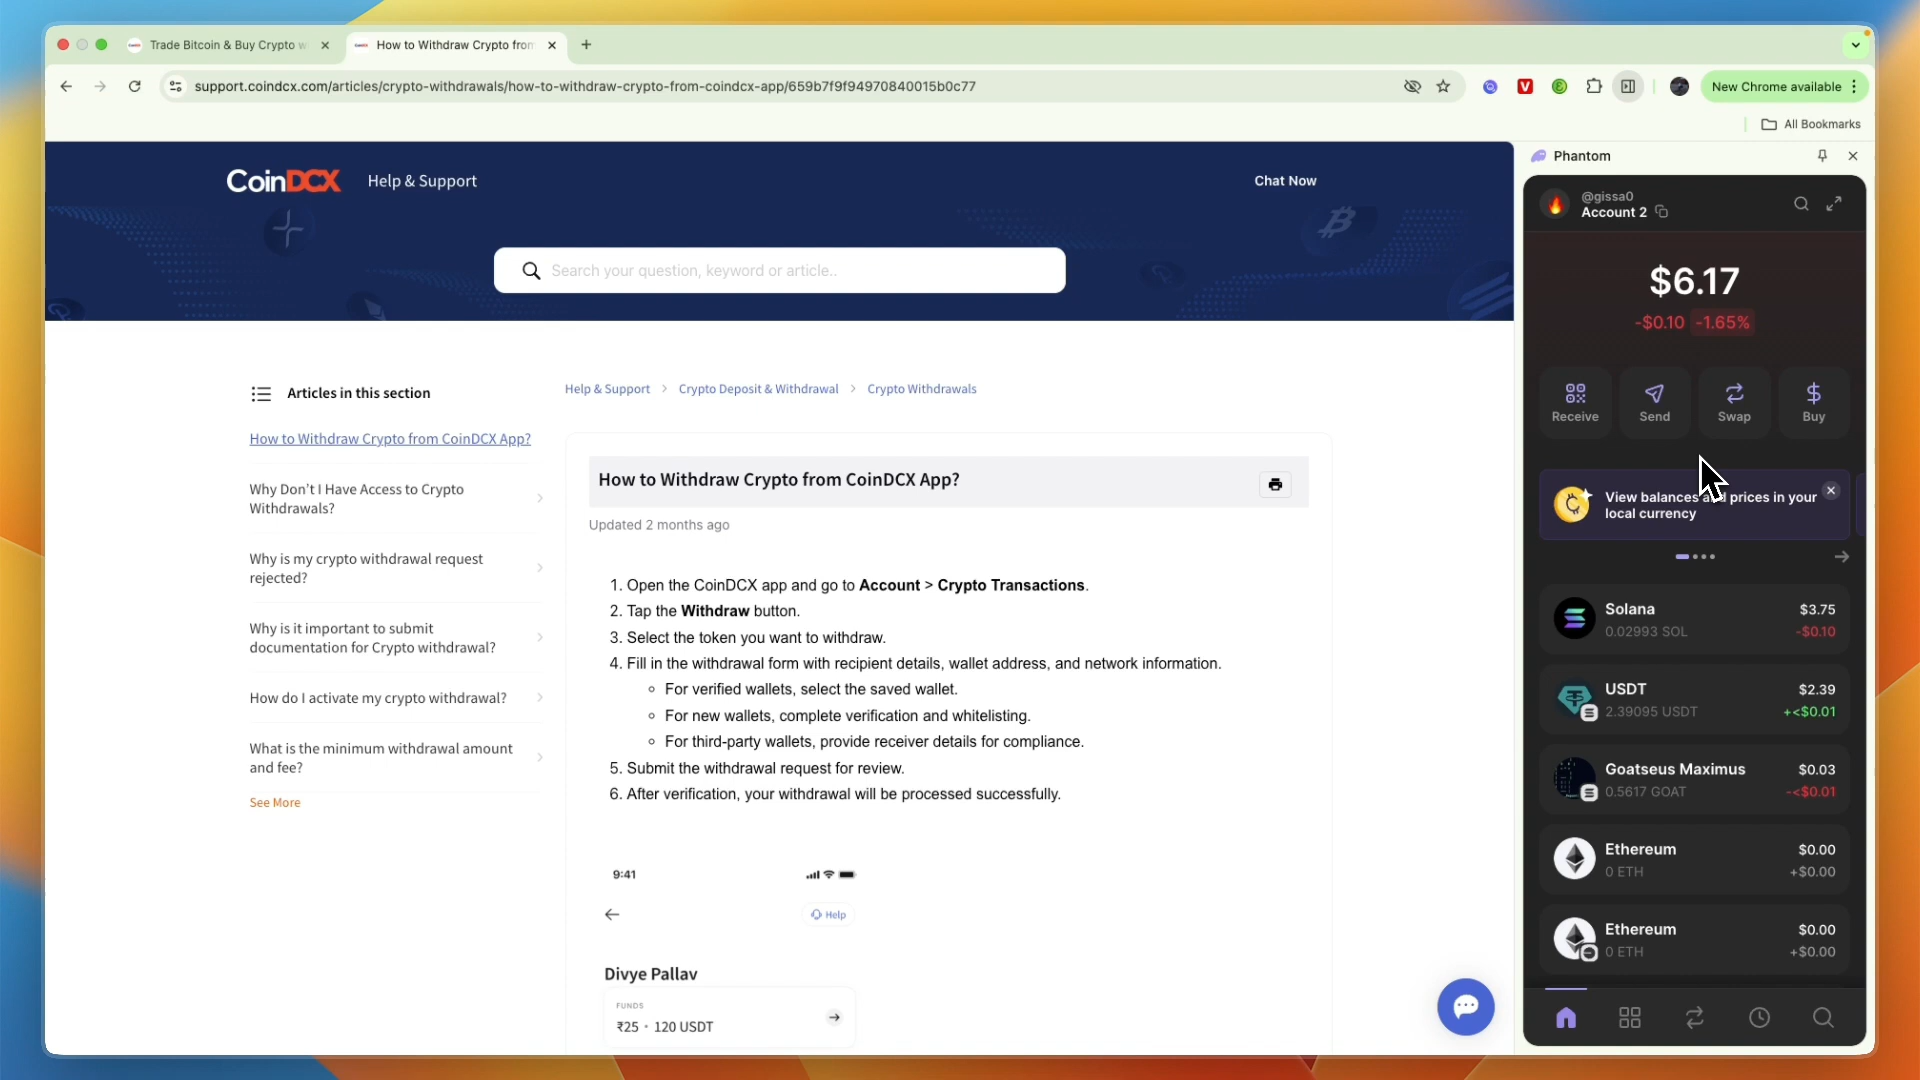 Trade Bitcoin & Buy Crypto w
How to Withdraw Crypto from
support.coindcx.com/articles/crypto-withdrawals/how-to-withdraw-crypto-from-coindcx-app/659b7f9f94970840015b0c77
New Chrome available
All Bookmarks
CoinDCX
Help & Support
Chat Now
Search your question, keyword or article..
Articles in this section
How to Withdraw Crypto from CoinDCX App?
Why Don't I Have Access to Crypto
Withdrawals?
Why is my crypto withdrawal request
rejected?
Why is it important to submit
documentation for Crypto withdrawal?
How do I activate my crypto withdrawal?
What is the minimum withdrawal amount
and fee?
See More
Help & Support > Crypto Deposit & Withdrawal > Crypto Withdrawals
How to Withdraw Crypto from CoinDCX App?
Updated 2 months ago
1. Open the CoinDCX app and go to Account > Crypto Transactions.
2. Tap the Withdraw button.
3. Select the token you want to withdraw.
4. Fill in the withdrawal form with recipient details, wallet address, and network information.
For verified wallets, select the saved wallet.
For new wallets, complete verification and whitelisting.
For third-party wallets, provide receiver details for compliance.
5. Submit the withdrawal request for review.
6. After verification, your withdrawal will be processed successfully.
9:41
Help
Divye Pallav
FUNDS
₹25 • 120 USDT
Phantom
@gissa0
Account 2
$6.17
-$0.10 -1.65%
Receive
Send
Swap
Buy
View balances and prices in your
local currency
Solana
$3.75
0.02993 SOL
-$0.10
USDT
$2.39
2.39095 USDT
+<$0.01
Goatseus Maximus
$0.03
0.5617 GOAT
-<$0.01
Ethereum
$0.00
0 ETH
+$0.00
Ethereum
$0.00
0 ETH
+$0.00